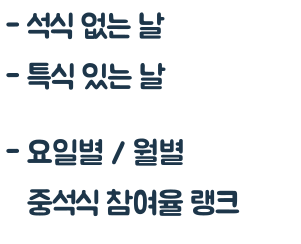 - 석식 없는 날
- 특식 있는 날
- 요일별 / 월별
중석식 참여율 랭크